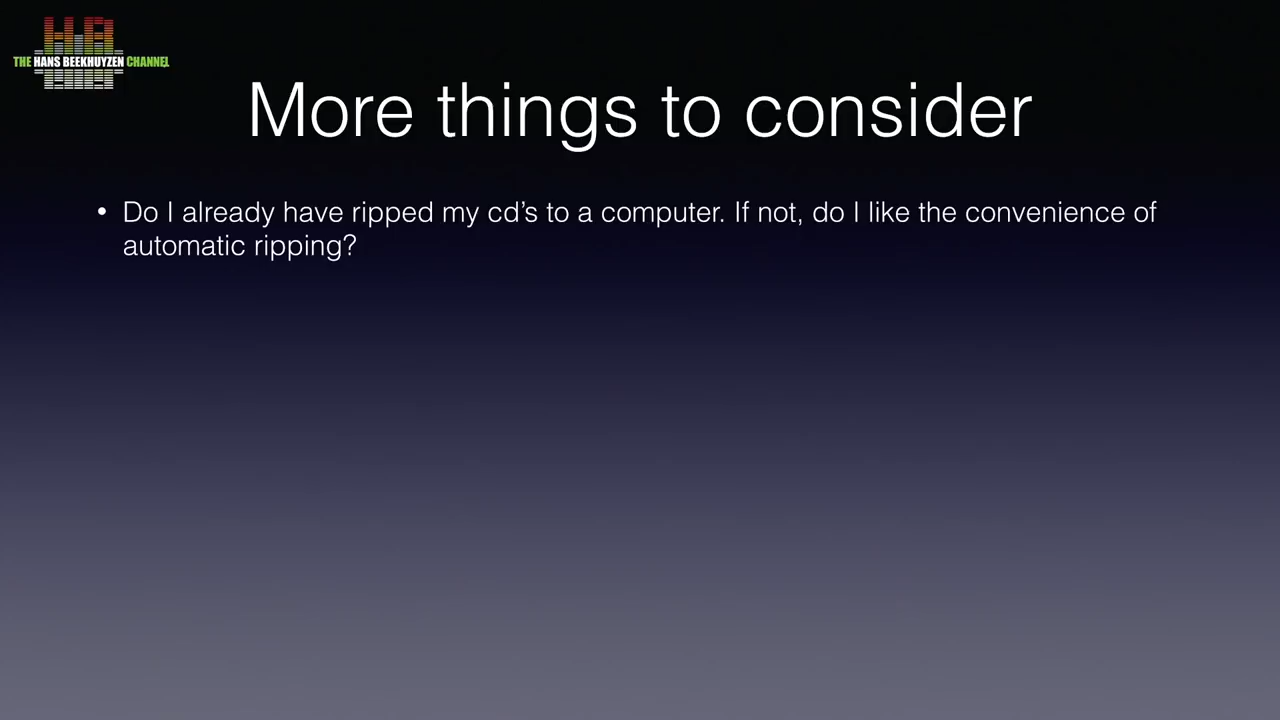 THE HANS BEEKHUYZEN CHANNEL
More things to consider
• Do I already have ripped my cd’s to a computer. If not, do I like the convenience of
automatic ripping?